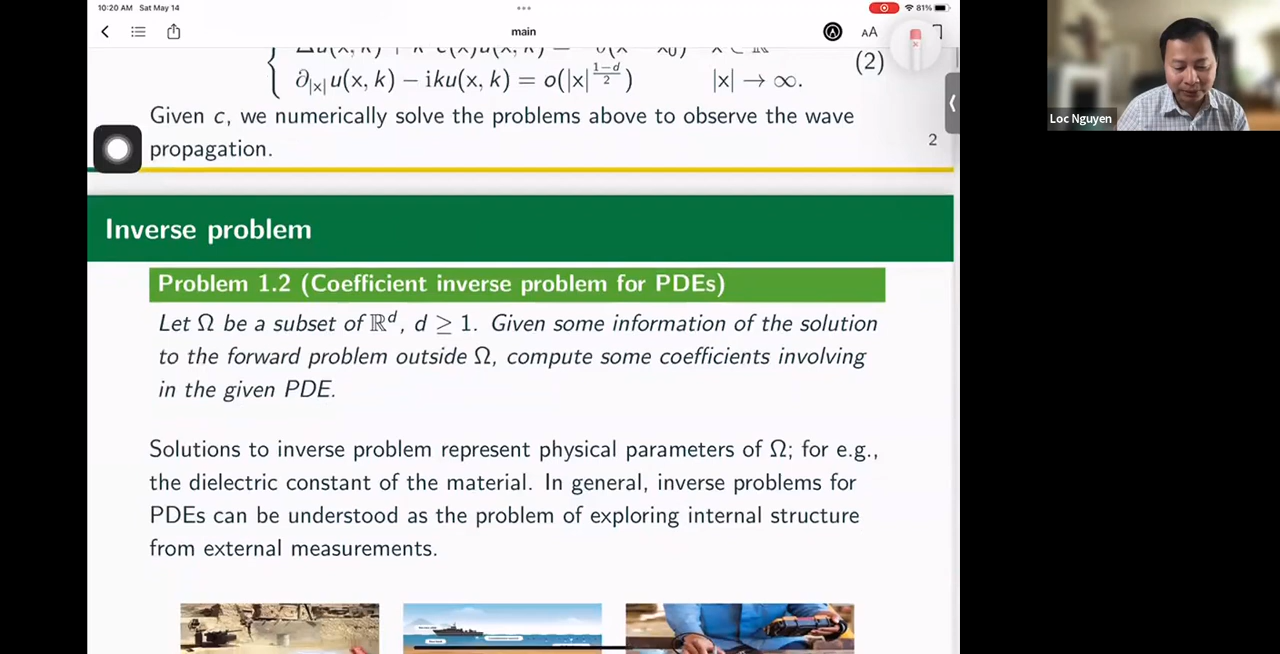 10:20 AM Sat May 14
81%
main
AA
∂|x| u(x, k) − iku(x, k) = o(|x|^{\frac{1−d}{2}}) |x| → ∞.
(2)
Given c, we numerically solve the problems above to observe the wave
propagation.
2
Inverse problem
Problem 1.2 (Coefficient inverse problem for PDEs)
Let Ω be a subset of ℝᵈ, d ≥ 1. Given some information of the solution
to the forward problem outside Ω, compute some coefficients involving
in the given PDE.
Solutions to inverse problem represent physical parameters of Ω; for e.g.,
the dielectric constant of the material. In general, inverse problems for
PDEs can be understood as the problem of exploring internal structure
from external measurements.
Loc Nguyen